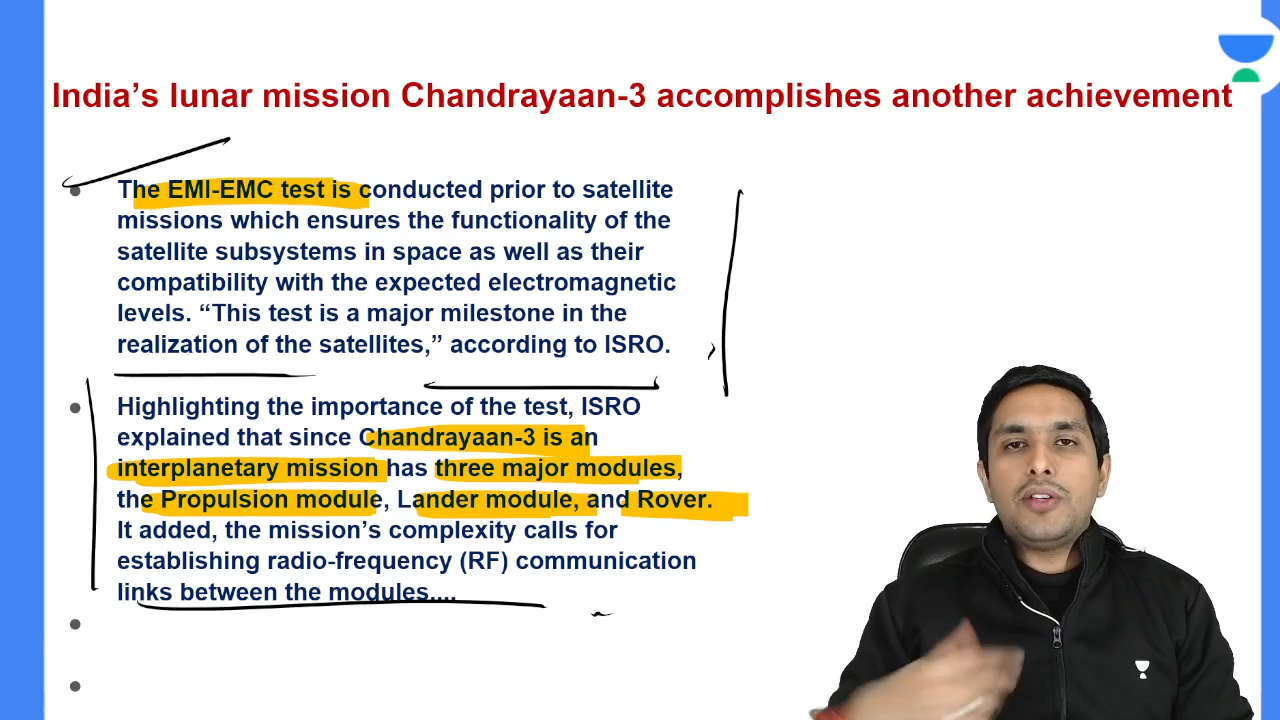 India’s lunar mission Chandrayaan-3 accomplishes another achievement
The EMI-EMC test is conducted prior to satellite
missions which ensures the functionality of the
satellite subsystems in space as well as their
compatibility with the expected electromagnetic
levels. “This test is a major milestone in the
realization of the satellites,” according to ISRO.
Highlighting the importance of the test, ISRO
explained that since Chandrayaan-3 is an
interplanetary mission has three major modules,
the Propulsion module, Lander module, and Rover.
It added, the mission’s complexity calls for
establishing radio-frequency (RF) communication
links between the modules....